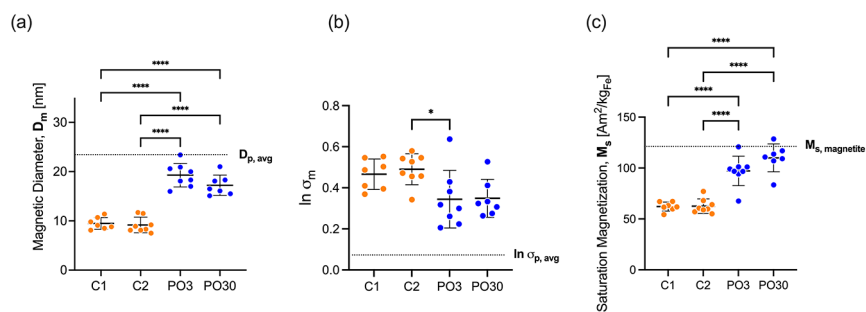 (a)
(b)
(c)
Magnetic Diameter, Dm [nm]
30
20
10
0
****
****
****
****
Dp, avg
C1 C2 PO3 PO30
ln σm
0.8
0.6
0.4
0.2
0.0
*
ln σp, avg
C1 C2 PO3 PO30
Saturation Magnetization, Ms [Am²/kgFe]
150
100
50
0
****
****
****
****
Ms, magnetite
C1 C2 PO3 PO30